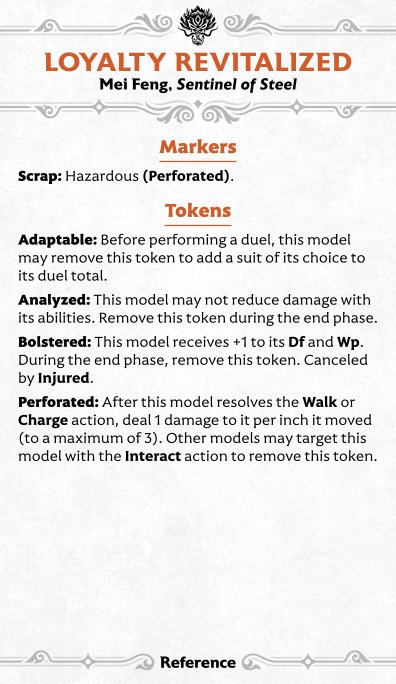 LOYALTY REVITALIZED
Mei Feng, Sentinel of Steel
Markers
Scrap: Hazardous (Perforated).
Tokens
Adaptable: Before performing a duel, this model
may remove this token to add a suit of its choice to
its duel total.
Analyzed: This model may not reduce damage with
its abilities. Remove this token during the end phase.
Bolstered: This model receives +1 to its Df and Wp.
During the end phase, remove this token. Canceled
by Injured.
Perforated: After this model resolves the Walk or
Charge action, deal 1 damage to it per inch it moved
(to a maximum of 3). Other models may target this
model with the Interact action to remove this token.
Reference